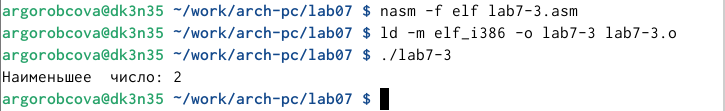 argorobcova@dk3n35 ~/work/arch-pc/lab07 $ nasm -f elf lab7-3.asm
argorobcova@dk3n35 ~/work/arch-pc/lab07 $ ld -m elf_i386 -o lab7-3 lab7-3.o
argorobcova@dk3n35 ~/work/arch-pc/lab07 $ ./lab7-3
Наименьшее  число: 2
argorobcova@dk3n35 ~/work/arch-pc/lab07 $